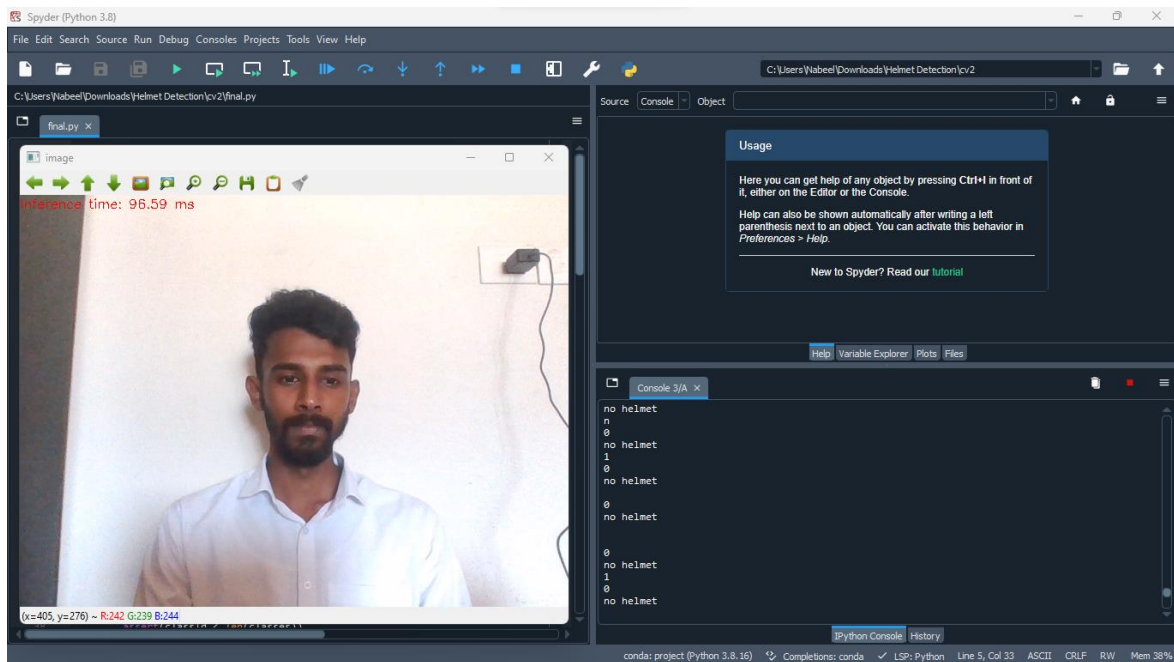 Spyder (Python 3.8)
File Edit Search Source Run Debug Consoles Projects Tools View Help
C:\Users\Nabeel\Downloads\Helmet Detection\cv2
C:\Users\Nabeel\Downloads\Helmet Detection\cv2\final.py
final.py
image
inference time: 96.59 ms
(x=405, y=276) ~ R:242 G:239 B:244
Source Console Object
Usage
Here you can get help of any object by pressing Ctrl+I in front of
it, either on the Editor or the Console.
Help can also be shown automatically after writing a left
parenthesis next to an object. You can activate this behavior in
Preferences > Help.
New to Spyder? Read our tutorial
Help Variable Explorer Plots Files
Console 3/A
no helmet
n
0
no helmet
1
0
no helmet
0
no helmet
0
no helmet
1
0
no helmet
IPython Console History
conda: project (Python 3.8.16) Completions: conda LSP: Python Line 5, Col 33 ASCII CRLF RW Mem 38%